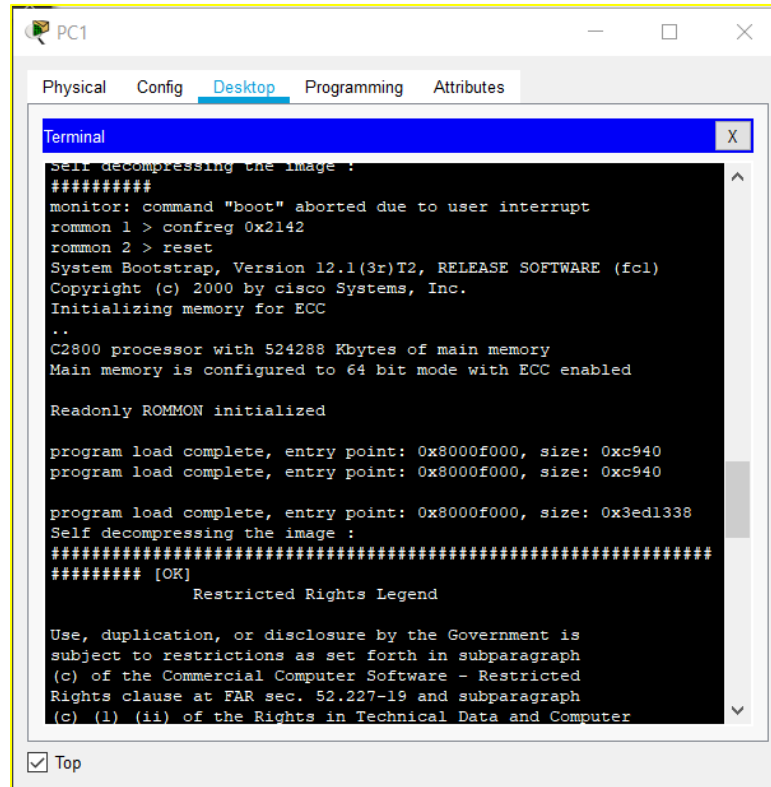 PC1
Physical Config Desktop Programming Attributes
Terminal X
Self decompressing the image :
##########
monitor: command "boot" aborted due to user interrupt
rommon 1 > confreg 0x2142
rommon 2 > reset
System Bootstrap, Version 12.1(3r)T2, RELEASE SOFTWARE (fc1)
Copyright (c) 2000 by cisco Systems, Inc.
Initializing memory for ECC
..
C2800 processor with 524288 Kbytes of main memory
Main memory is configured to 64 bit mode with ECC enabled
Readonly ROMMON initialized
program load complete, entry point: 0x8000f000, size: 0xc940
program load complete, entry point: 0x8000f000, size: 0xc940
program load complete, entry point: 0x8000f000, size: 0x3ed1338
Self decompressing the image :
#################################################################
######### [OK]
Restricted Rights Legend
Use, duplication, or disclosure by the Government is
subject to restrictions as set forth in subparagraph
(c) of the Commercial Computer Software - Restricted
Rights clause at FAR sec. 52.227-19 and subparagraph
(c) (1) (ii) of the Rights in Technical Data and Computer
Top